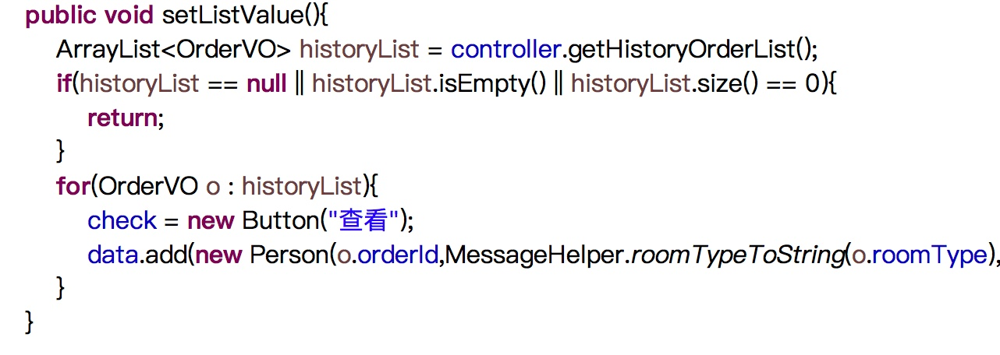 public void setListValue(){
ArrayList<OrderVO> historyList = controller.getHistoryOrderList();
if(historyList == null || historyList.isEmpty() || historyList.size() == 0){
return;
}
for(OrderVO o : historyList){
check = new Button("查看");
data.add(new Person(o.orderId,MessageHelper.roomTypeToString(o.roomType),
}
}